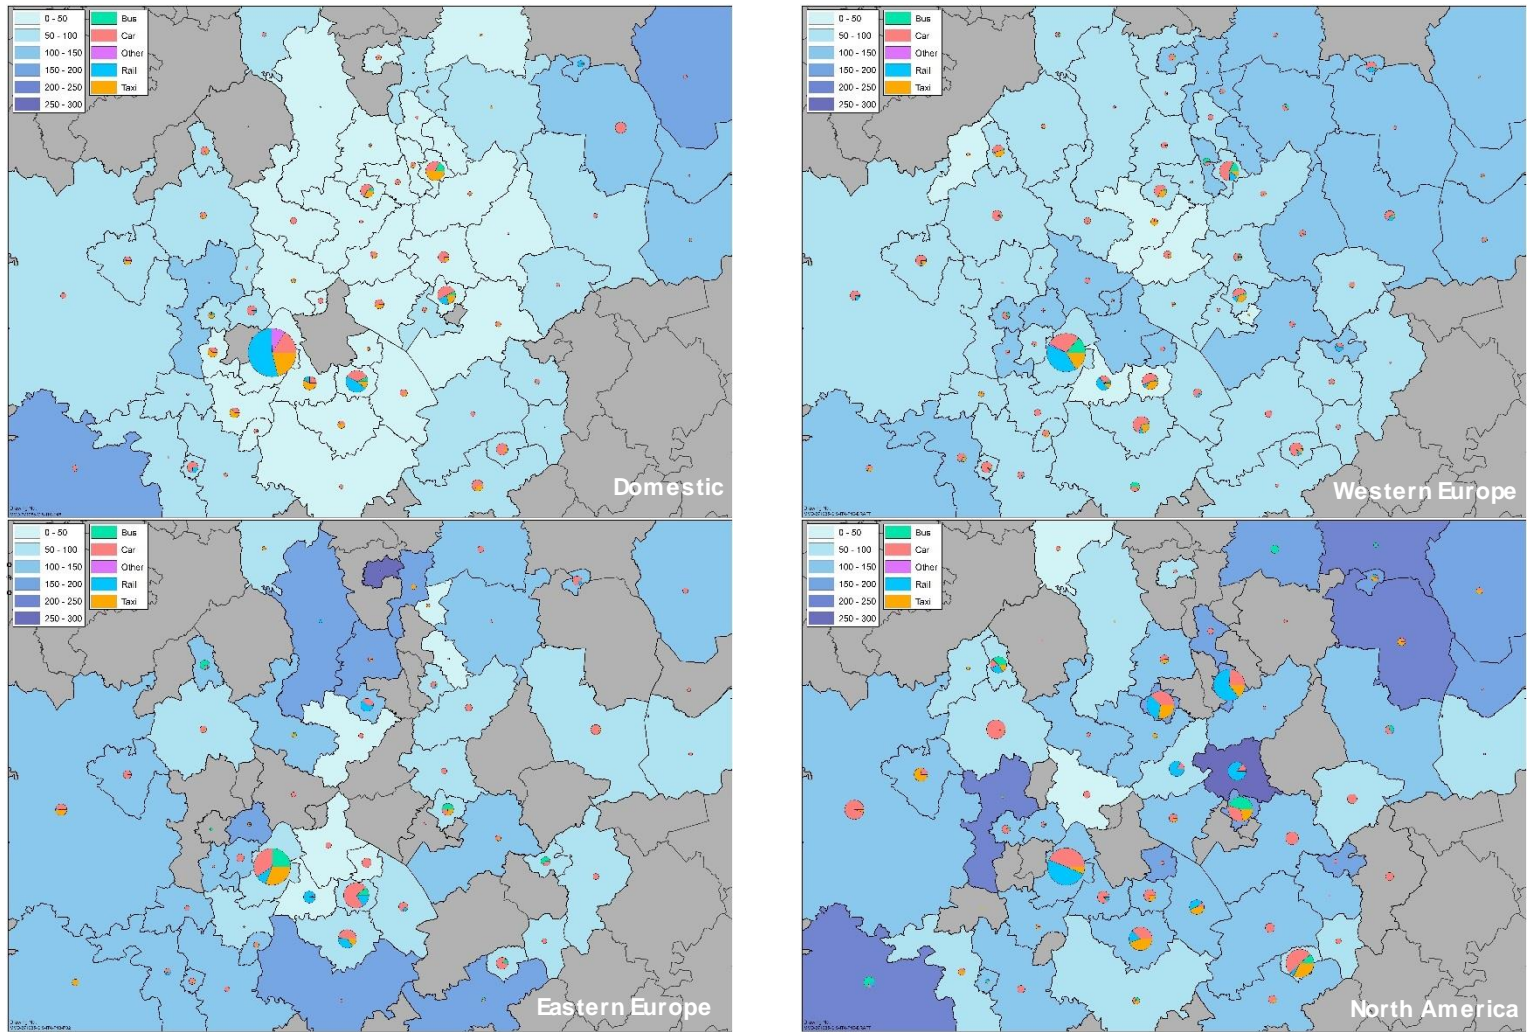 0 - 50
50 - 100
100 - 150
150 - 200
200 - 250
250 - 300
Bus
Car
Other
Rail
Taxi
Domestic
0 - 50
50 - 100
100 - 150
150 - 200
200 - 250
250 - 300
Bus
Car
Other
Rail
Taxi
Western Europe
0 - 50
50 - 100
100 - 150
150 - 200
200 - 250
250 - 300
Bus
Car
Other
Rail
Taxi
Eastern Europe
0 - 50
50 - 100
100 - 150
150 - 200
200 - 250
250 - 300
Bus
Car
Other
Rail
Taxi
North America